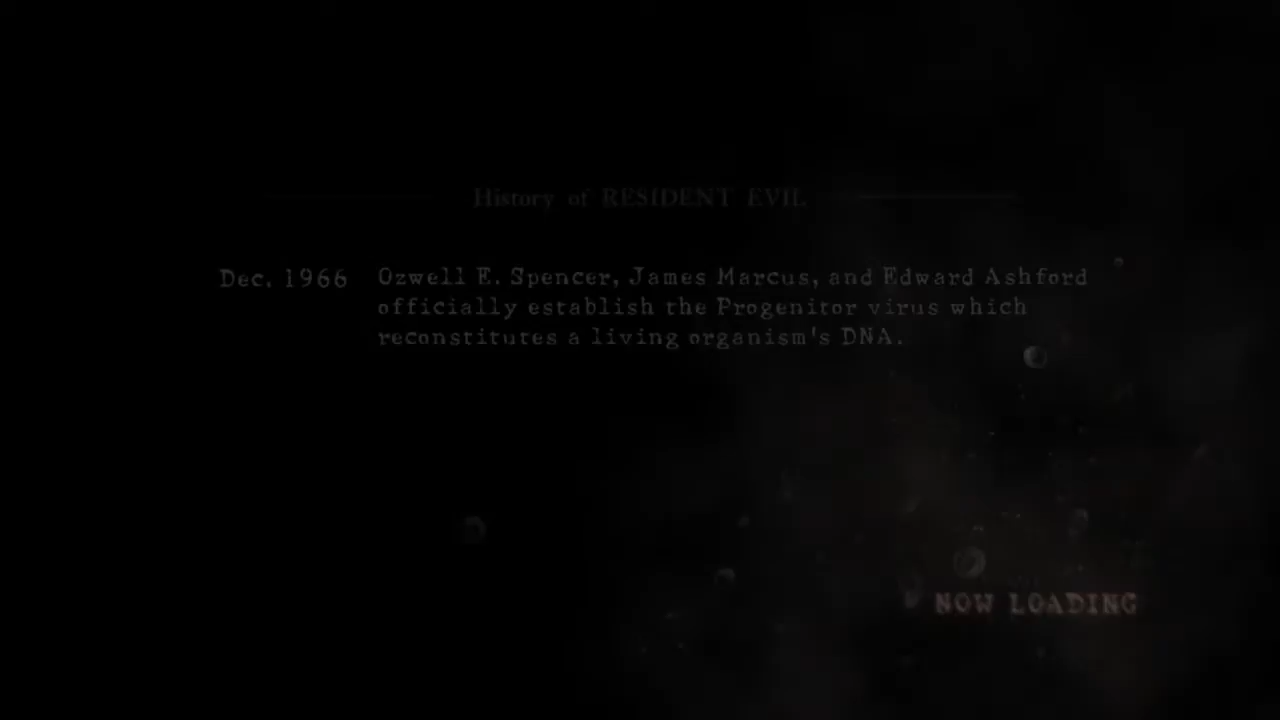 History of RESIDENT EVIL
Dec. 1966 Ozwell E. Spencer, James Marcus, and Edward Ashford
officially establish the Progenitor virus which
reconstitutes a living organism's DNA.
NOW LOADING